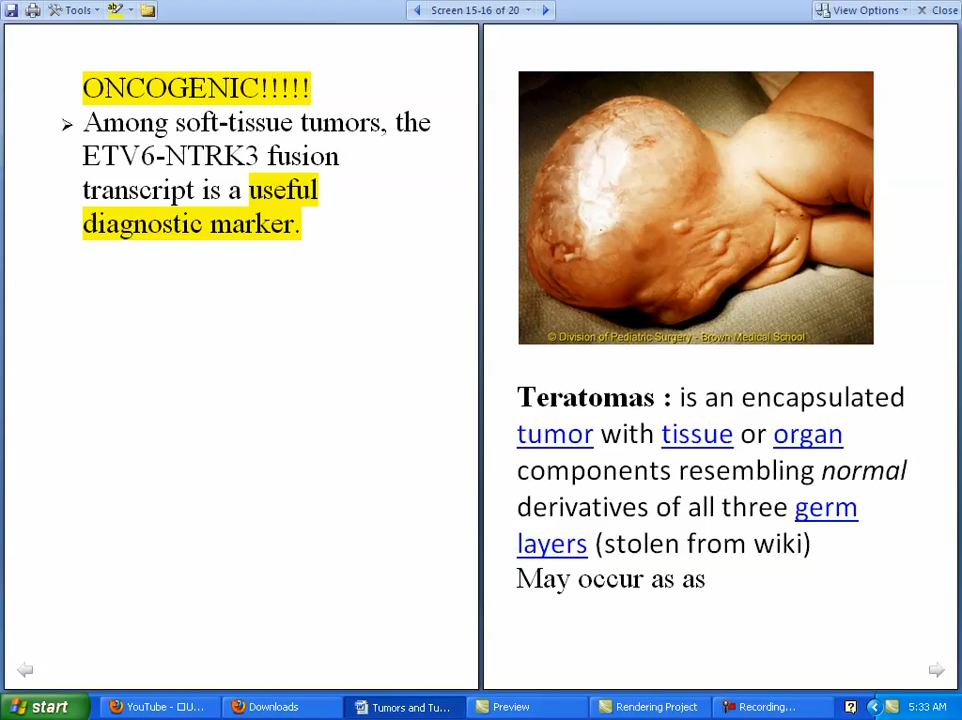 Tools
Screen 15-16 of 20
View Options
Close
ONCOGENIC!!!!!
➢ Among soft-tissue tumors, the
ETV6-NTRK3 fusion
transcript is a useful
diagnostic marker.
© Division of Pediatric Surgery - Brown Medical School
Teratomas : is an encapsulated
tumor with tissue or organ
components resembling normal
derivatives of all three germ
layers (stolen from wiki)
May occur as as
start
YouTube - □U...
Downloads
Tumors and Tu...
Preview
Rendering Project
Recording...
5:33 AM